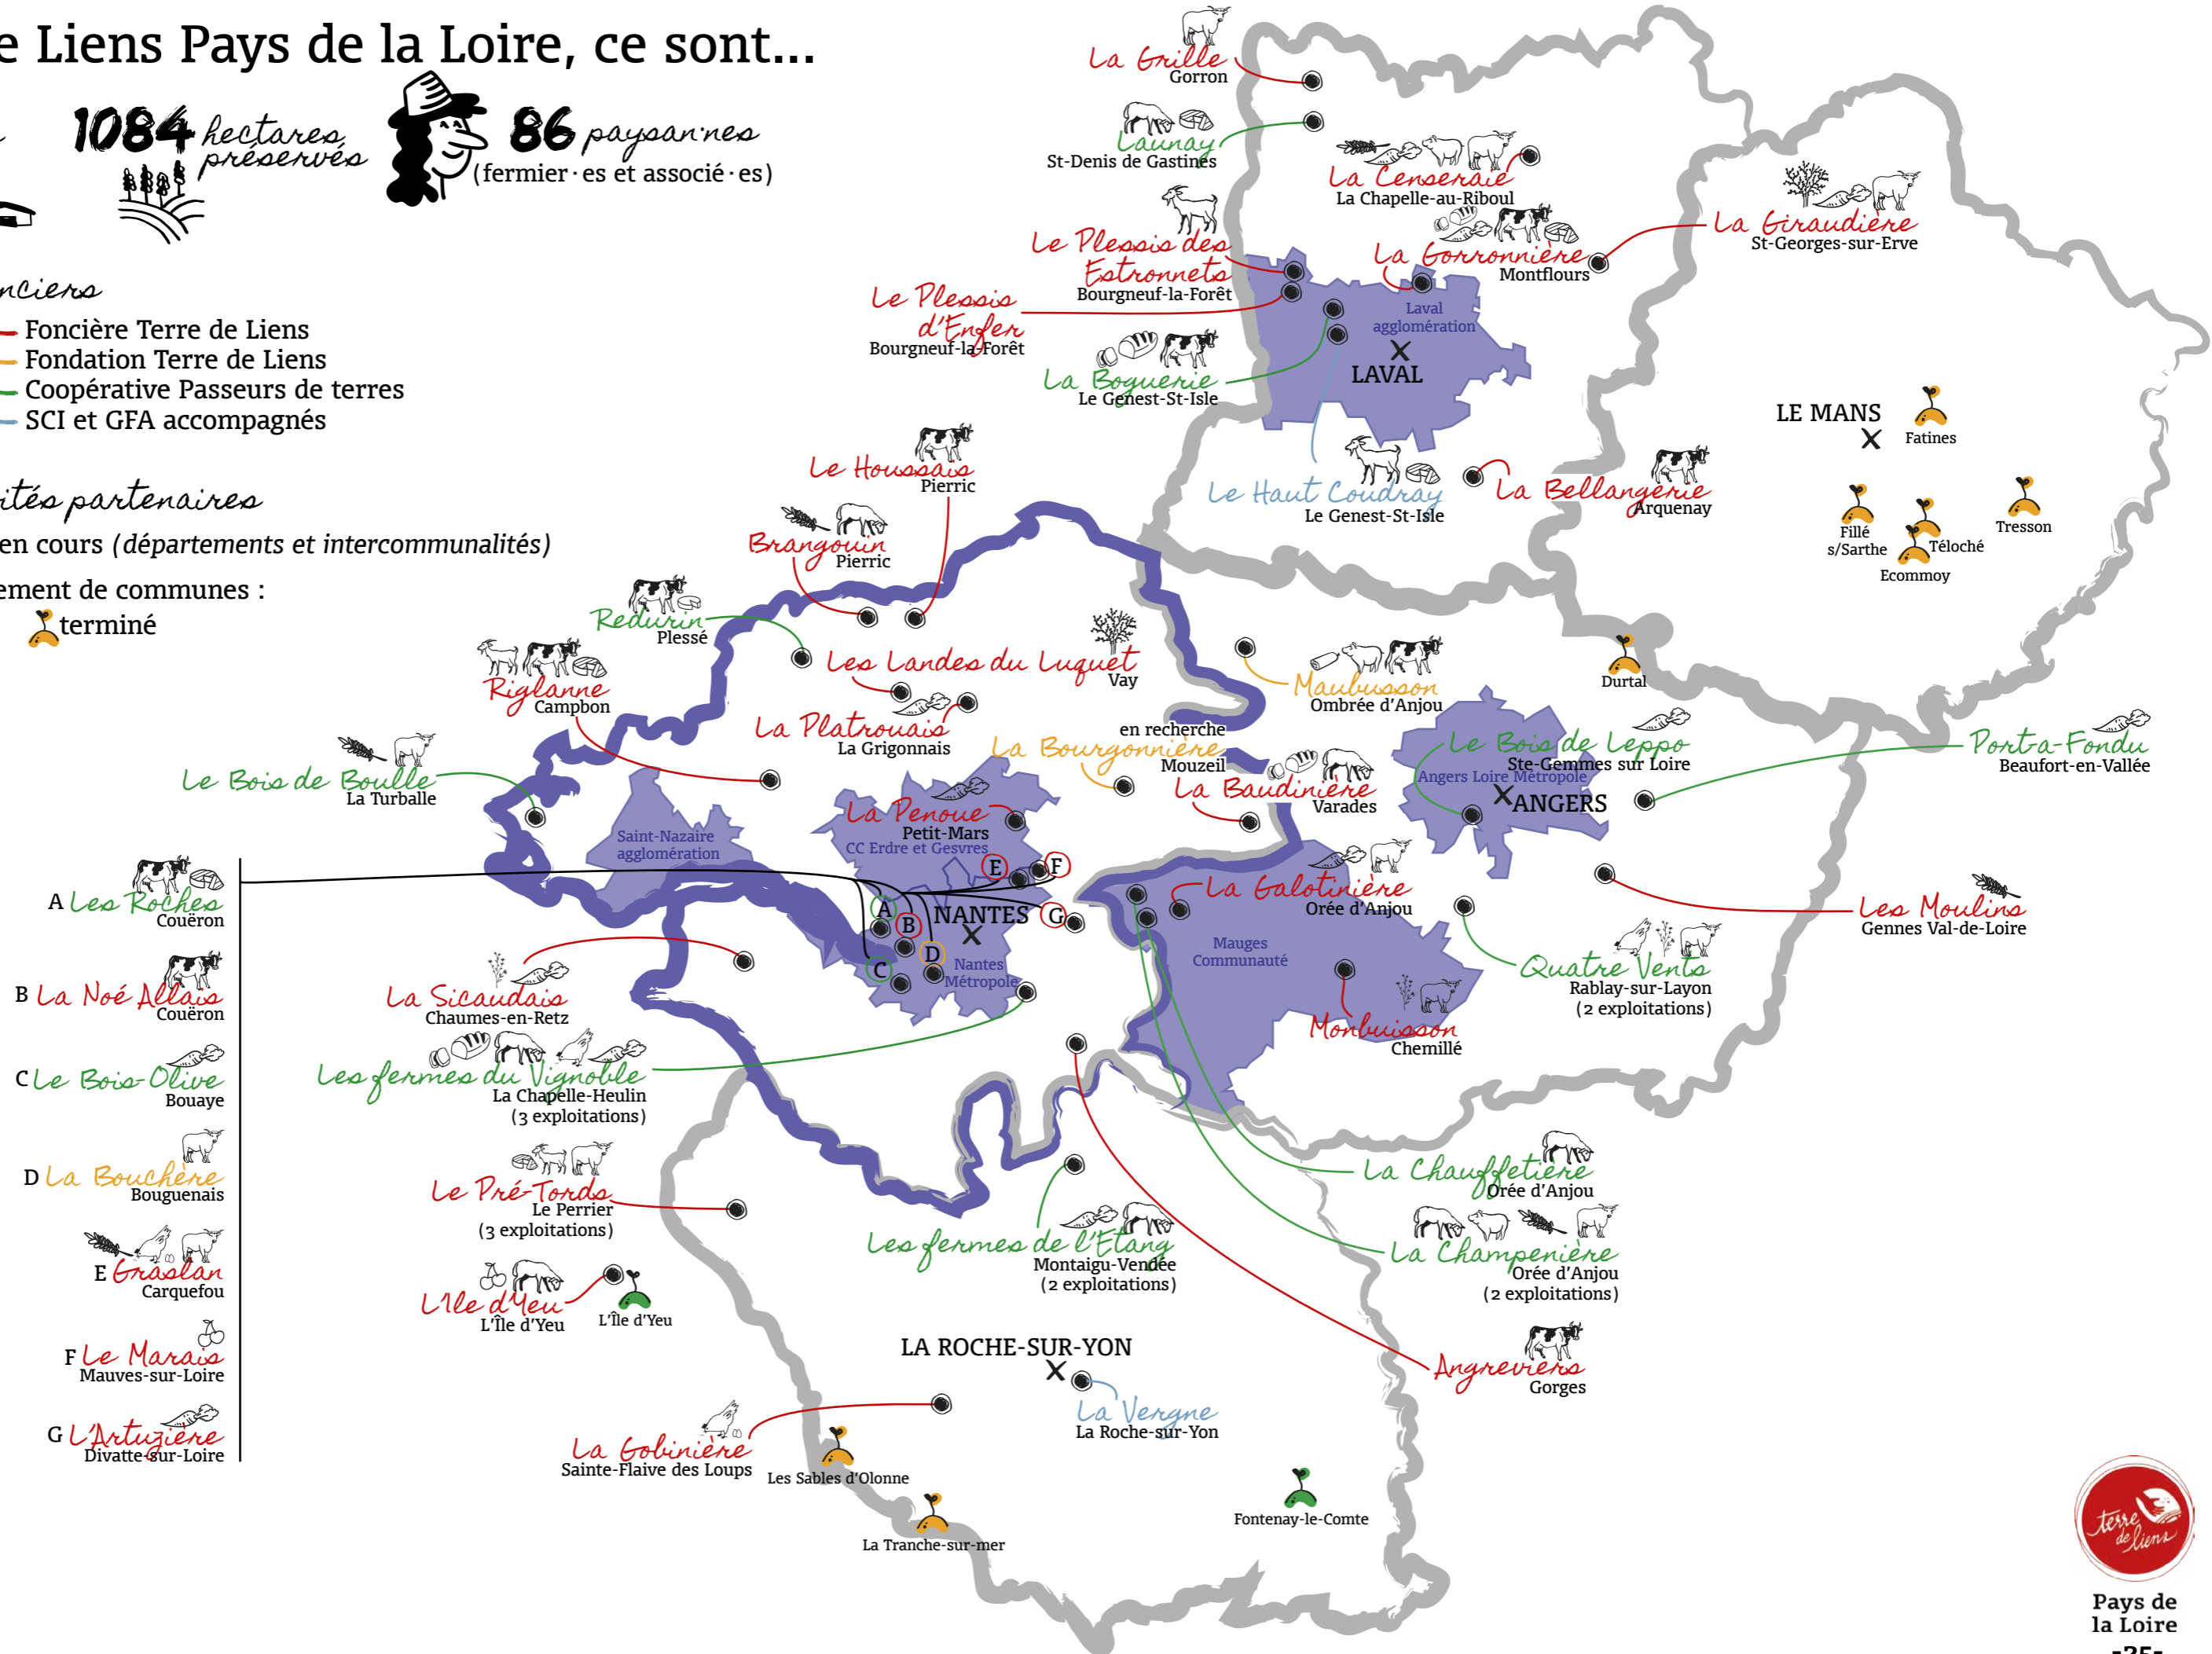 e Liens Pays de la Loire, ce sont...
1084 hectares
préservés
86 paysan·nes
(fermier·es et associé·es)
nciers
Foncière Terre de Liens
Fondation Terre de Liens
Coopérative Passeurs de terres
SCI et GFA accompagnés
ités partenaires
en cours (départements et intercommunalités)
ement de communes :
terminé
La Grille
Gorron
Launay
St-Denis de Gastines
La Censeraie
La Chapelle-au-Riboul
La Giraudière
St-Georges-sur-Erve
Le Plessis des
Estronnets
Bourgneuf-la-Forêt
La Gorronnière
Montflours
Le Plessis
d'Enfer
Bourgneuf-la-Forêt
Laval
agglomération
LAVAL
La Boguerie
Le Genest-St-Isle
LE MANS
Fatines
Le Houssais
Pierric
Le Haut Coudray
Le Genest-St-Isle
La Bellangerie
Arquenay
Fillé
s/Sarthe
Téloché
Tresson
Ecommoy
Brangouin
Pierric
Redurin
Plessé
Les Landes du Luquet
Vay
Riglanne
Campbon
Maubusson
Ombrée d'Anjou
Durtal
La Platrouais
La Grigonnais
en recherche
La Bourgonnière
Mouzeil
Le Bois de Leppo
Ste-Gemmes sur Loire
Angers Loire Métropole
ANGERS
Port-a-Fondu
Beaufort-en-Vallée
Le Bois de Boulle
La Turballe
La Baudinière
Varades
La Penoue
Petit-Mars
CC Erdre et Gesvres
Saint-Nazaire
agglomération
E
F
A
B
NANTES
G
D
C
Nantes
Métropole
La Galotinière
Orée d'Anjou
Mauges
Communauté
Les Moulins
Gennes Val-de-Loire
Quatre Vents
Rablay-sur-Layon
(2 exploitations)
Monbuisson
Chemillé
A Les Roches
Couëron
B La Noé Allais
Couëron
C Le Bois-Olive
Bouaye
D La Bouchère
Bouguenais
E Graslan
Carquefou
F Le Marais
Mauves-sur-Loire
G L'Artuzière
Divatte-sur-Loire
La Sicaudais
Chaumes-en-Retz
Les fermes du Vignoble
La Chapelle-Heulin
(3 exploitations)
Le Pré-Tords
Le Perrier
(3 exploitations)
L'Ile d'Yeu
L'Île d'Yeu
L'Île d'Yeu
Les fermes de l'Etang
Montaigu-Vendée
(2 exploitations)
La Chauffetière
Orée d'Anjou
La Champenière
Orée d'Anjou
(2 exploitations)
Angreviers
Gorges
LA ROCHE-SUR-YON
La Vergne
La Roche-sur-Yon
La Gobinière
Sainte-Flaive des Loups
Les Sables d'Olonne
La Tranche-sur-mer
Fontenay-le-Comte
terre
de liens
Pays de
la Loire
-25-